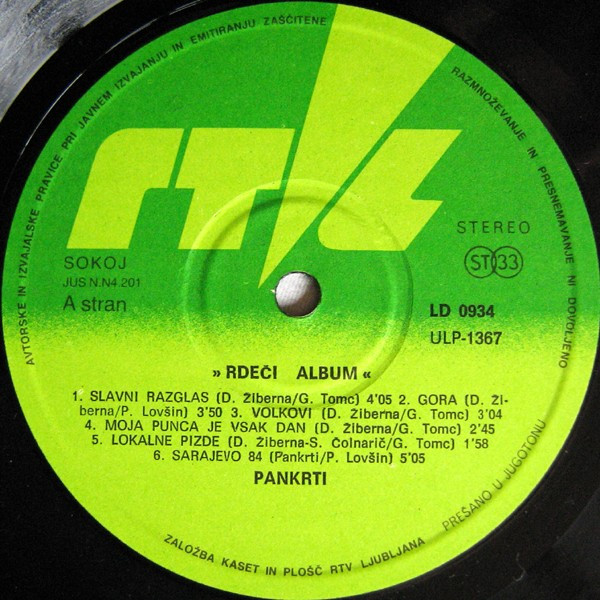 AVTORSKE IN IZVAJALSKE PRAVICE PRI JAVNEM IZVAJANJU IN EMITIRANJU ZAŠČITENE
RAZMNOŽEVANJE IN PRESNEMAVANJE NI DOVOLJENO
rtl
STEREO
SOKOJ
JUS N.N4.201
A stran
ST 33
LD 0934
ULP-1367
»RDEČI ALBUM«
1. SLAVNI RAZGLAS (D. Žiberna/G. Tomc) 4'05 2. GORA (D. Ži-
berna/P. Lovšin) 3'50 3. VOLKOVI (D. Žiberna/G. Tomc) 3'04
4. MOJA PUNCA JE VSAK DAN (D. Žiberna/G. Tomc) 2'45
5. LOKALNE PIZDE (D. Žiberna-S. Čolnarič/G. Tomc) 1'58
6. SARAJEVO 84 (Pankrti/P. Lovšin) 5'05
PANKRTI
PREŠANO U JUGOTONU
ZALOŽBA KASET IN PLOŠČ RTV LJUBLJANA